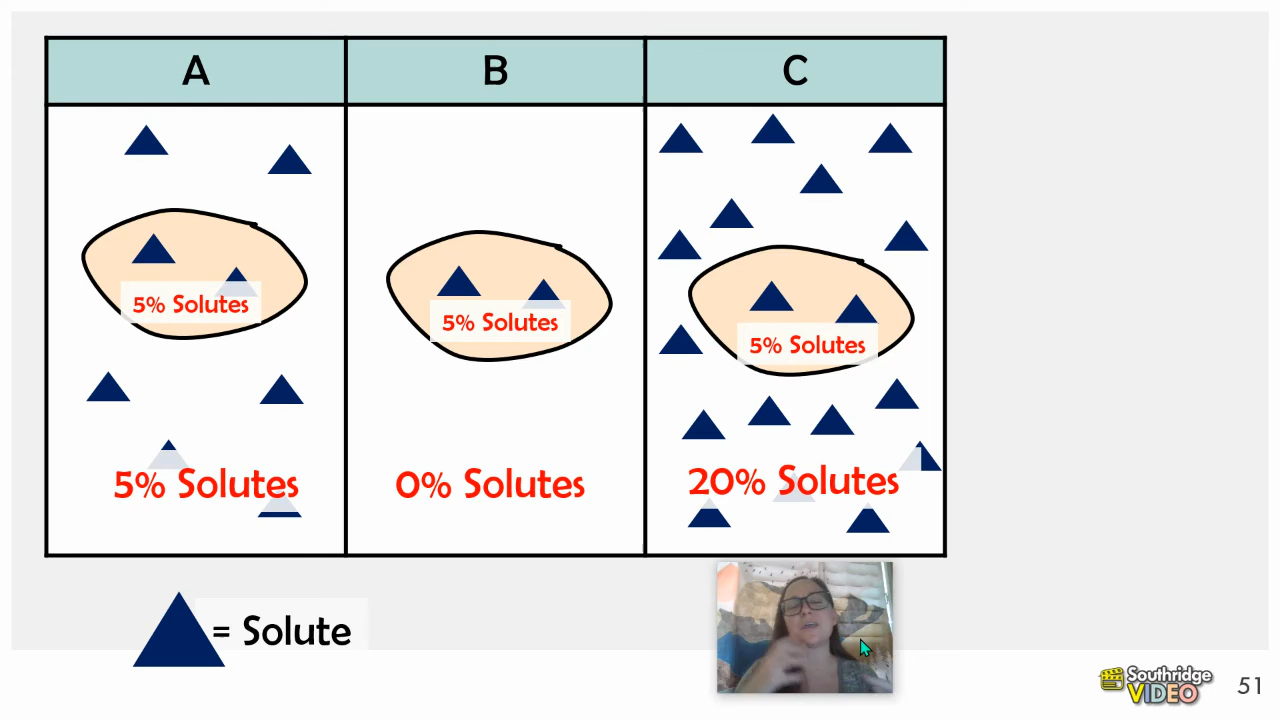 A
B
C
5% Solutes
5% Solutes
5% Solutes
5% Solutes
0% Solutes
20% Solutes
= Solute
Southridge
VIDEO
51